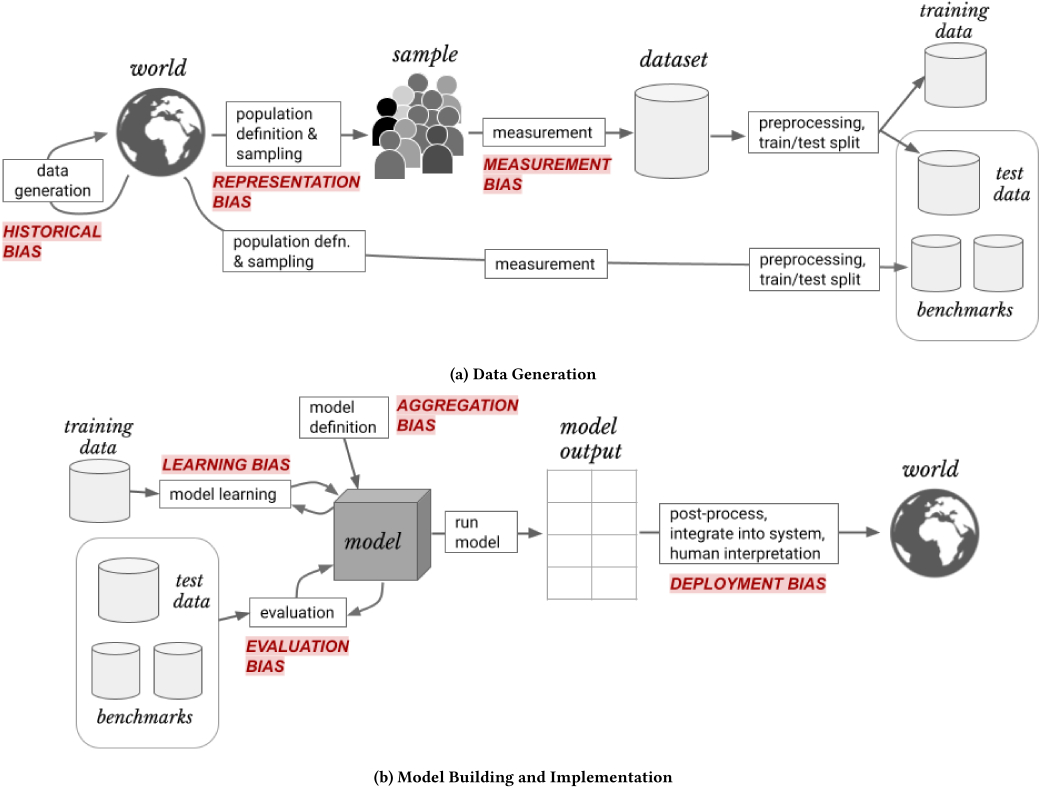 training
data
sample
dataset
world
population
definition &
sampling
measurement
preprocessing,
train/test split
data
generation
REPRESENTATION
BIAS
MEASUREMENT
BIAS
test
data
HISTORICAL
BIAS
population defn.
& sampling
measurement
preprocessing,
train/test split
benchmarks
(a) Data Generation
model
definition
AGGREGATION
BIAS
training
data
model
output
LEARNING BIAS
model learning
world
model
run
model
post-process,
integrate into system,
human interpretation
DEPLOYMENT BIAS
test
data
evaluation
EVALUATION
BIAS
benchmarks
(b) Model Building and Implementation